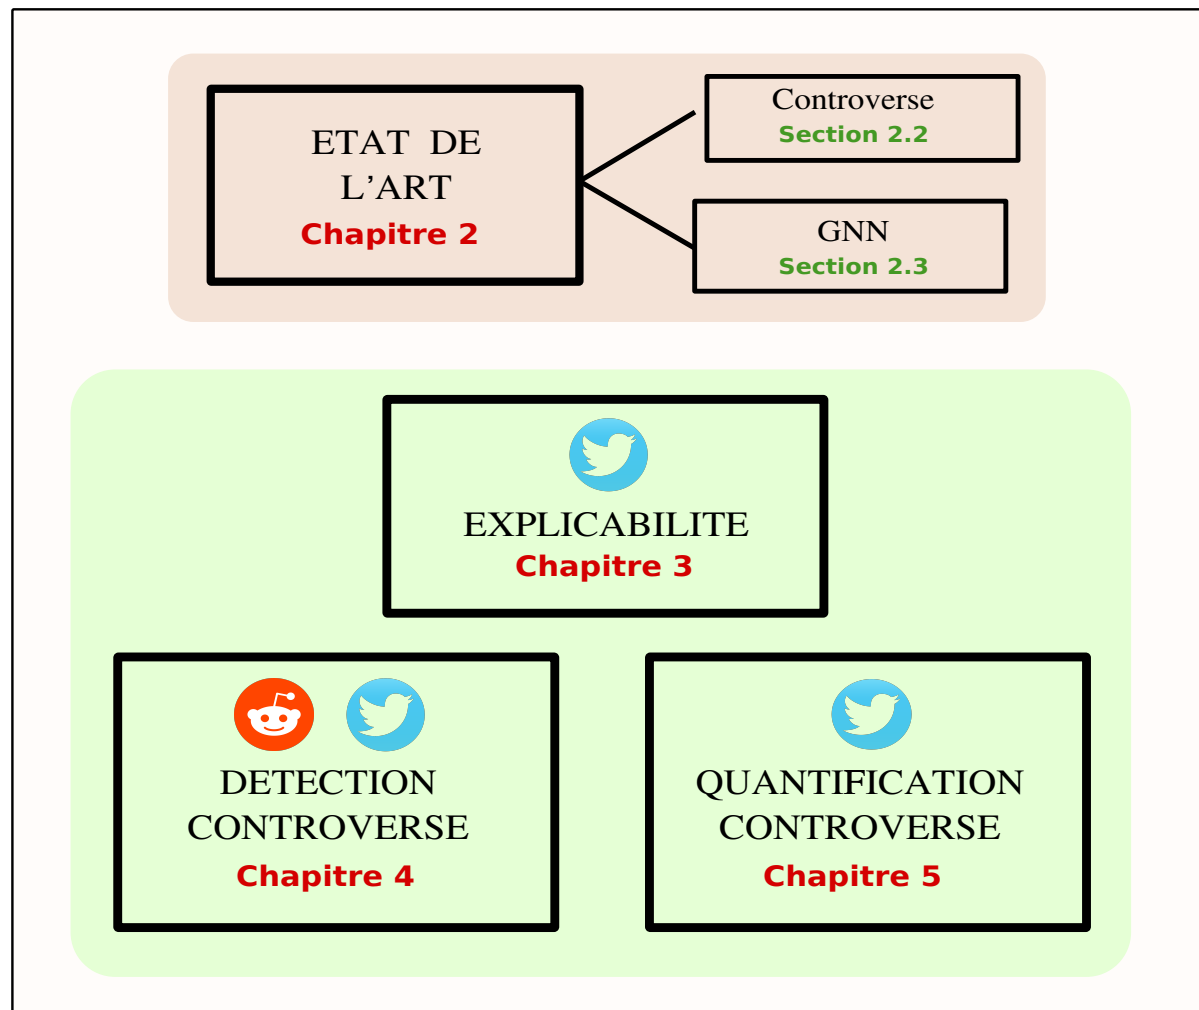 ETAT DE
L'ART
Chapitre 2
Controverse
Section 2.2
GNN
Section 2.3
EXPLICABILITE
Chapitre 3
DETECTION
CONTROVERSE
Chapitre 4
QUANTIFICATION
CONTROVERSE
Chapitre 5